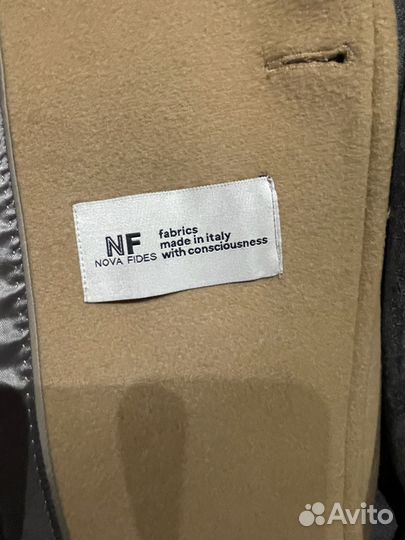 NF
NOVA FIDES
fabrics
made in italy
with consciousness
Avito